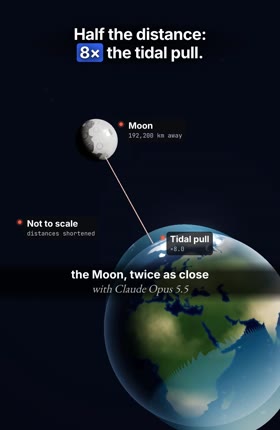 Half the distance:
8× the tidal pull.
Moon
192,200 km away
Not to scale
distances shortened
Tidal pull
×8.0
the Moon, twice as close
with Claude Opus 5.5